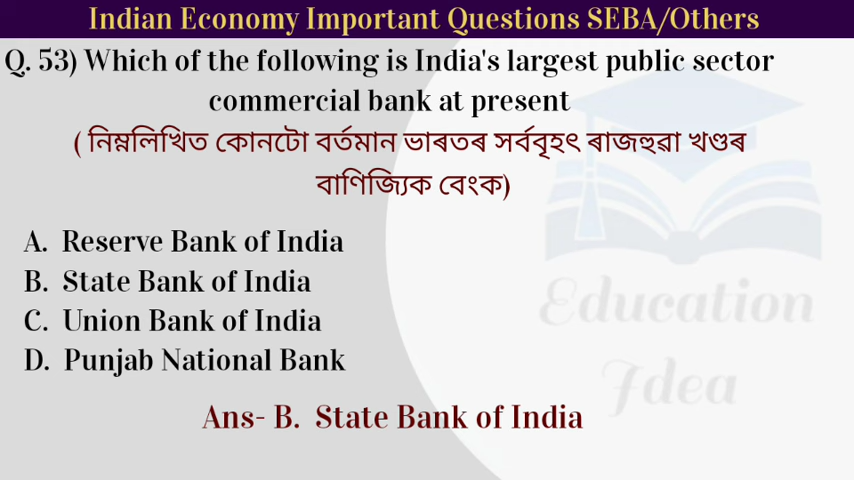 Indian Economy Important Questions SEBA/Others
Q. 53) Which of the following is India's largest public sector
commercial bank at present
( নিম্নলিখিত কোনটো বৰ্তমান ভাৰতৰ সৰ্ববৃহৎ ৰাজহুৱা খণ্ডৰ
বাণিজ্যিক বেংক)
A. Reserve Bank of India
B. State Bank of India
C. Union Bank of India
D. Punjab National Bank
Ans- B. State Bank of India
Education
Idea